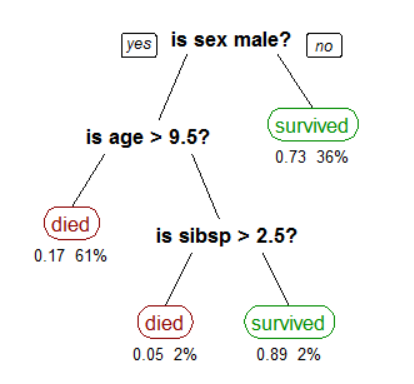 yes is sex male? no
survived
0.73 36%
is age > 9.5?
died
0.17 61%
is sibsp > 2.5?
died survived
0.05 2% 0.89 2%